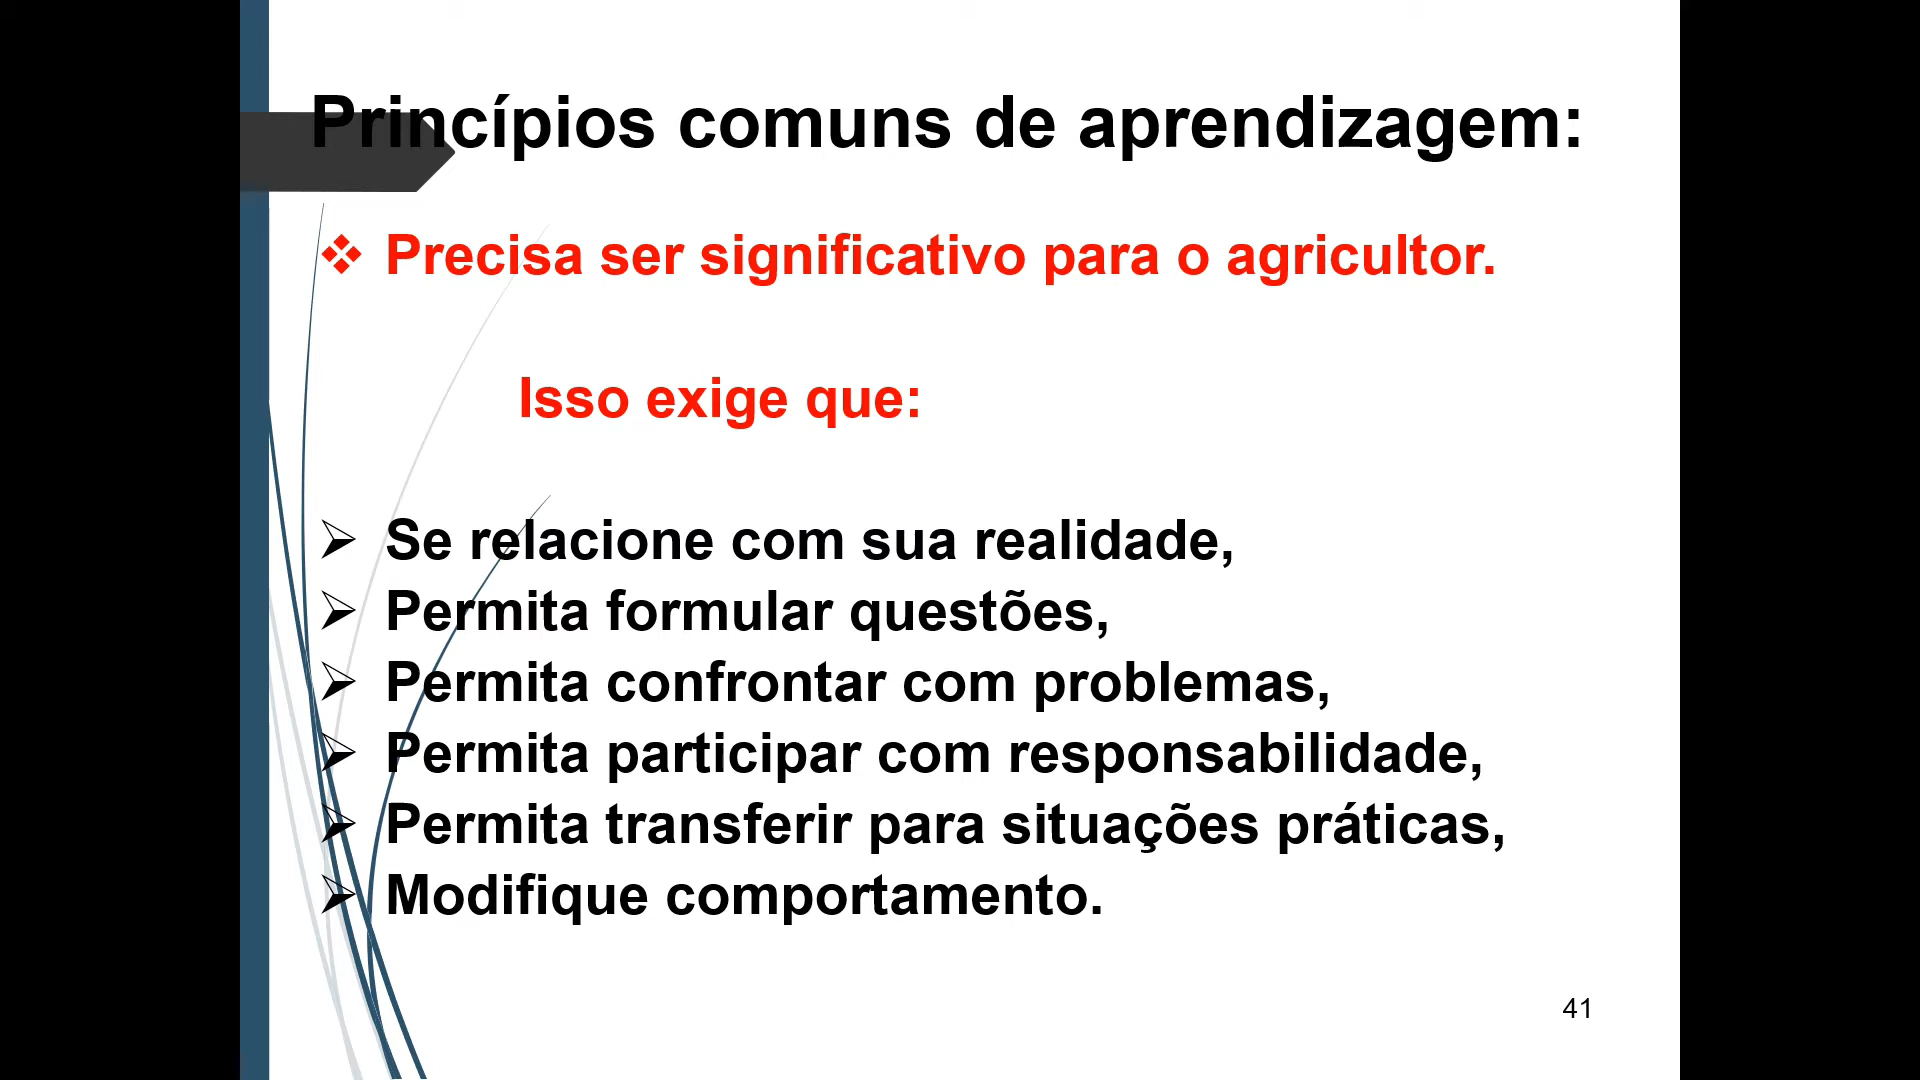 Princípios comuns de aprendizagem:
❖ Precisa ser significativo para o agricultor.
Isso exige que:
➢ Se relacione com sua realidade,
➢ Permita formular questões,
➢ Permita confrontar com problemas,
➢ Permita participar com responsabilidade,
➢ Permita transferir para situações práticas,
➢ Modifique comportamento.
41